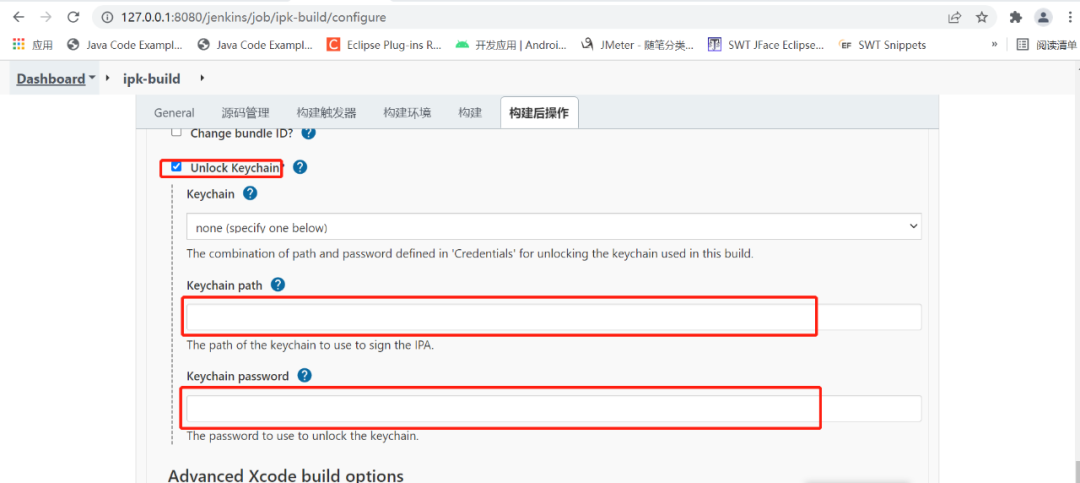 127.0.0.1:8080/jenkins/job/ipk-build/configure
应用 Java Code Exampl... Java Code Exampl... Eclipse Plug-ins R... 开发应用 | Androi... JMeter - 随笔分类... SWT JFace Eclipse... SWT Snippets » 阅读清单
Dashboard ipk-build
General 源码管理 构建触发器 构建环境 构建 构建后操作
Change bundle ID? ?
Unlock Keychain ?
Keychain ?
none (specify one below)
The combination of path and password defined in 'Credentials' for unlocking the keychain used in this build.
Keychain path ?
The path of the keychain to use to sign the IPA.
Keychain password ?
The password to use to unlock the keychain.
Advanced Xcode build options